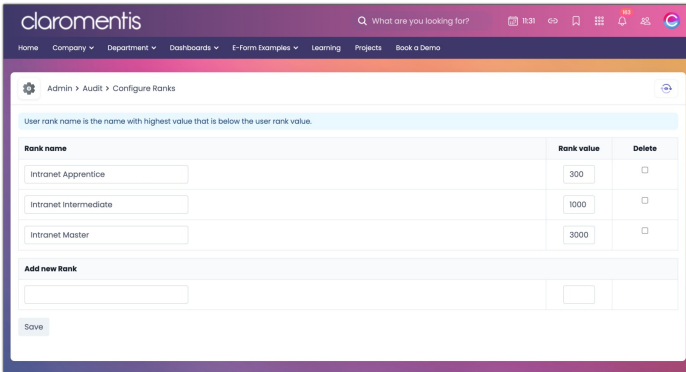 claromentis
What are you looking for?
11:31
163
Home Company Department Dashboards E-Form Examples Learning Projects Book a Demo
Admin > Audit > Configure Ranks
User rank name is the name with highest value that is below the user rank value.
Rank name Rank value Delete
Intranet Apprentice 300
Intranet Intermediate 1000
Intranet Master 3000
Add new Rank
Save